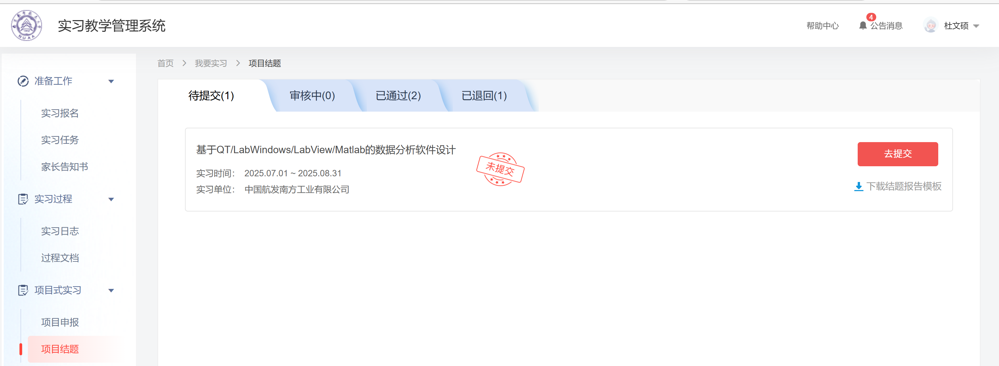 实习教学管理系统
帮助中心
4
公告消息
杜文硕
1952
NUAA
首页 > 我要实习 > 项目结题
准备工作
实习报名
实习任务
家长告知书
实习过程
实习日志
过程文档
项目式实习
项目申报
项目结题
待提交(1)
审核中(0)
已通过(2)
已退回(1)
基于QT/LabWindows/LabView/Matlab的数据分析软件设计
实习时间： 2025.07.01 ~ 2025.08.31
实习单位： 中国航发南方工业有限公司
未提交
去提交
下载结题报告模板